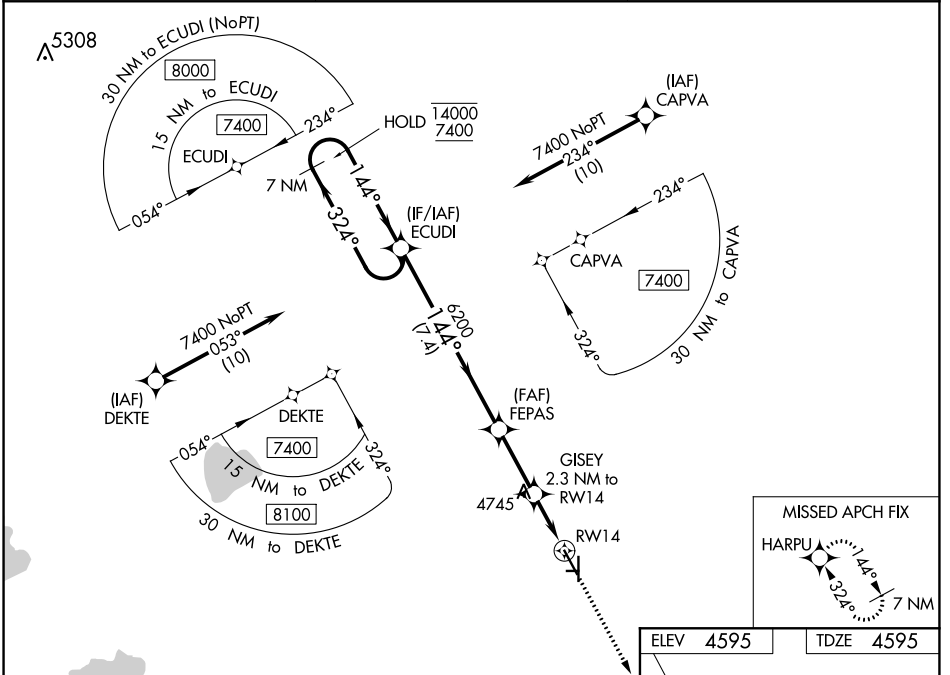 5308
30 NM to ECUDI (NoPT)
8000
15 NM to ECUDI
7400
234°
ECUDI
054°
HOLD 14000
7400
7 NM
144°
324°
(IF/IAF)
ECUDI
(IAF)
CAPVA
7400 NoPT
234°
(10)
234°
CAPVA
7400
324°
30 NM to CAPVA
6200
144°
(7.4)
7400 NoPT
053°
(10)
(IAF)
DEKTE
DEKTE
054°
7400
324°
15 NM to DEKTE
8100
30 NM to DEKTE
(FAF)
FEPAS
GISEY
2.3 NM to
RW14
4745
RW14
MISSED APCH FIX
HARPU
144°
324°
7 NM
ELEV 4595
TDZE 4595